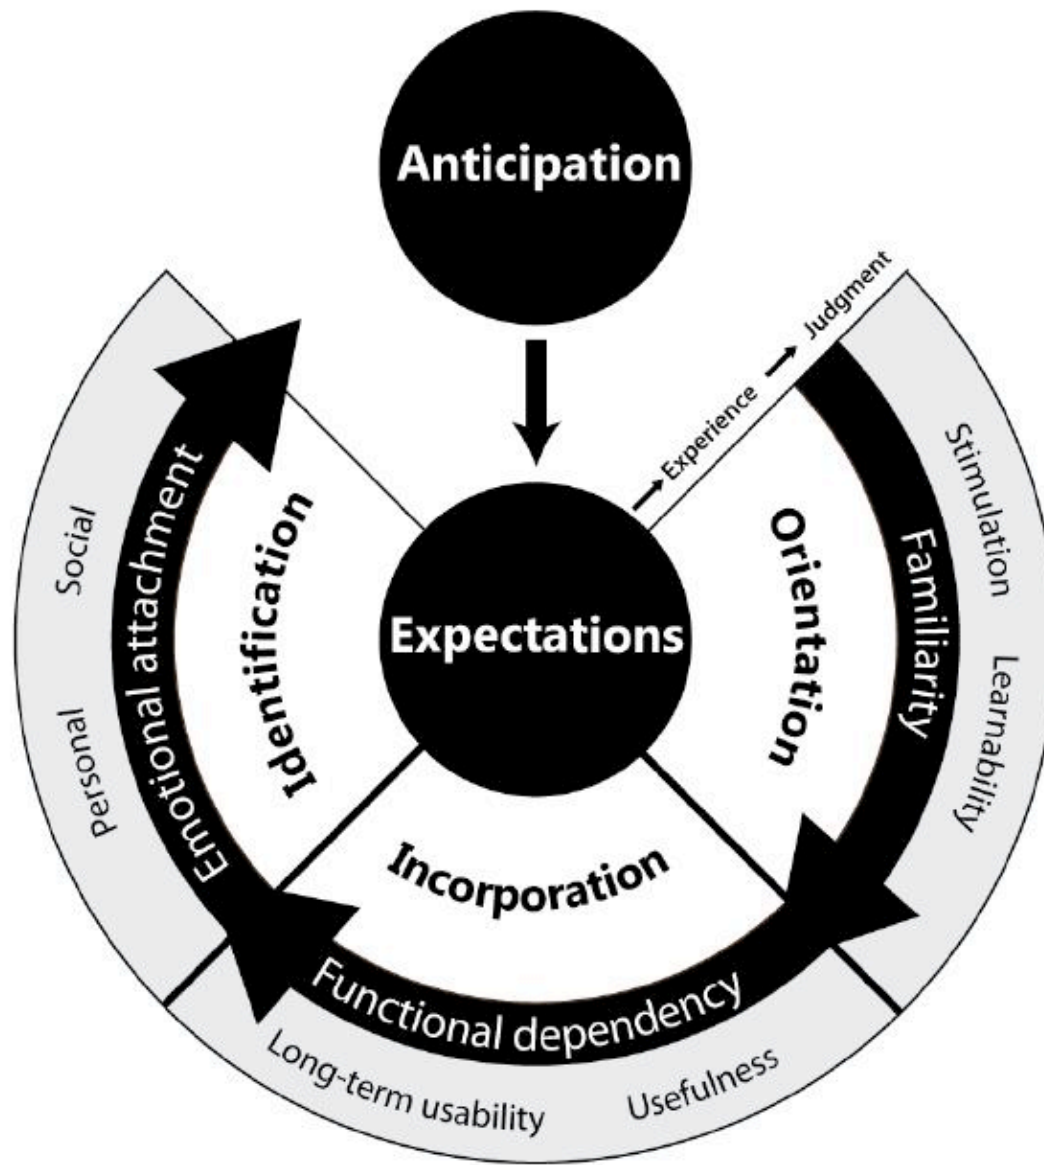 Anticipation
Experience
Judgment
Expectations
Orientation
Familiarity
Stimulation
Learnability
Incorporation
Functional dependency
Usefulness
Long-term usability
Identification
Emotional attachment
Personal
Social